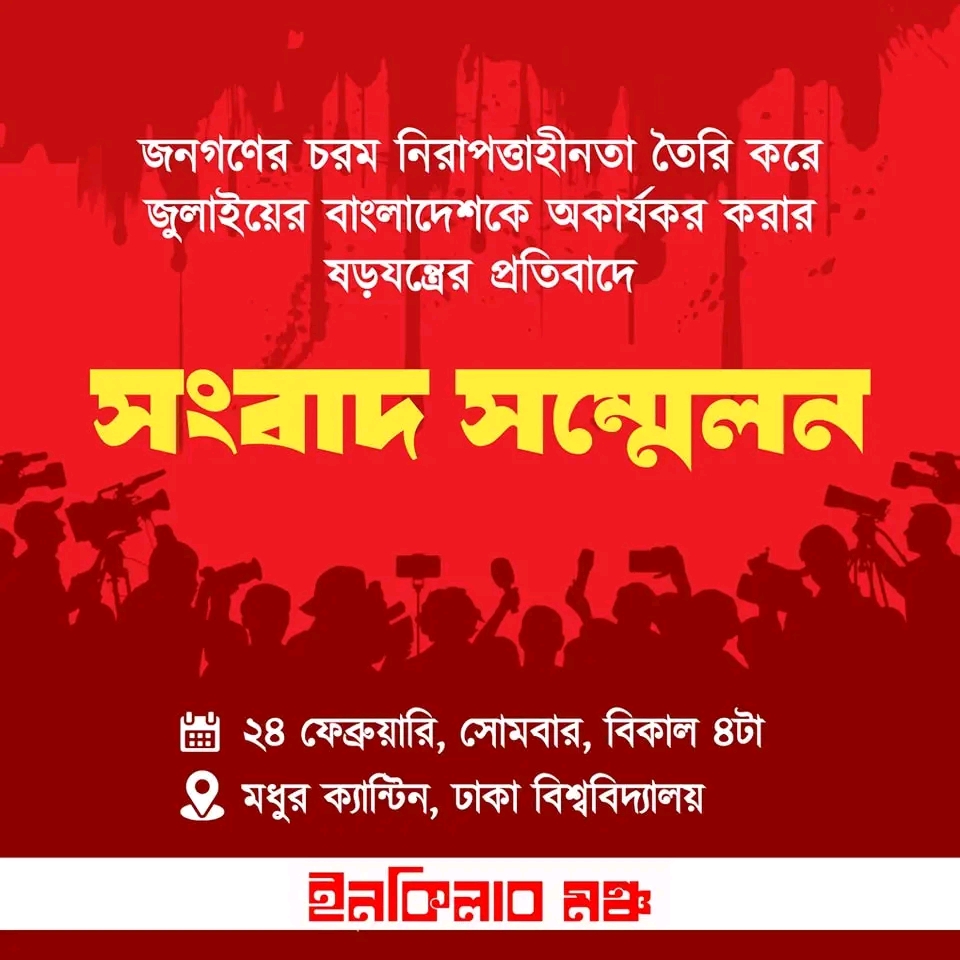 জনগণের চরম নিরাপত্তাহীনতা তৈরি করে
জুলাইয়ের বাংলাদেশকে অকার্যকর করার
ষড়যন্ত্রের প্রতিবাদে
সংবাদ সম্মেলন
২৪ ফেব্রুয়ারি, সোমবার, বিকাল ৪টা
মধুর ক্যান্টিন, ঢাকা বিশ্ববিদ্যালয়
ইনকিলাব মঞ্চ